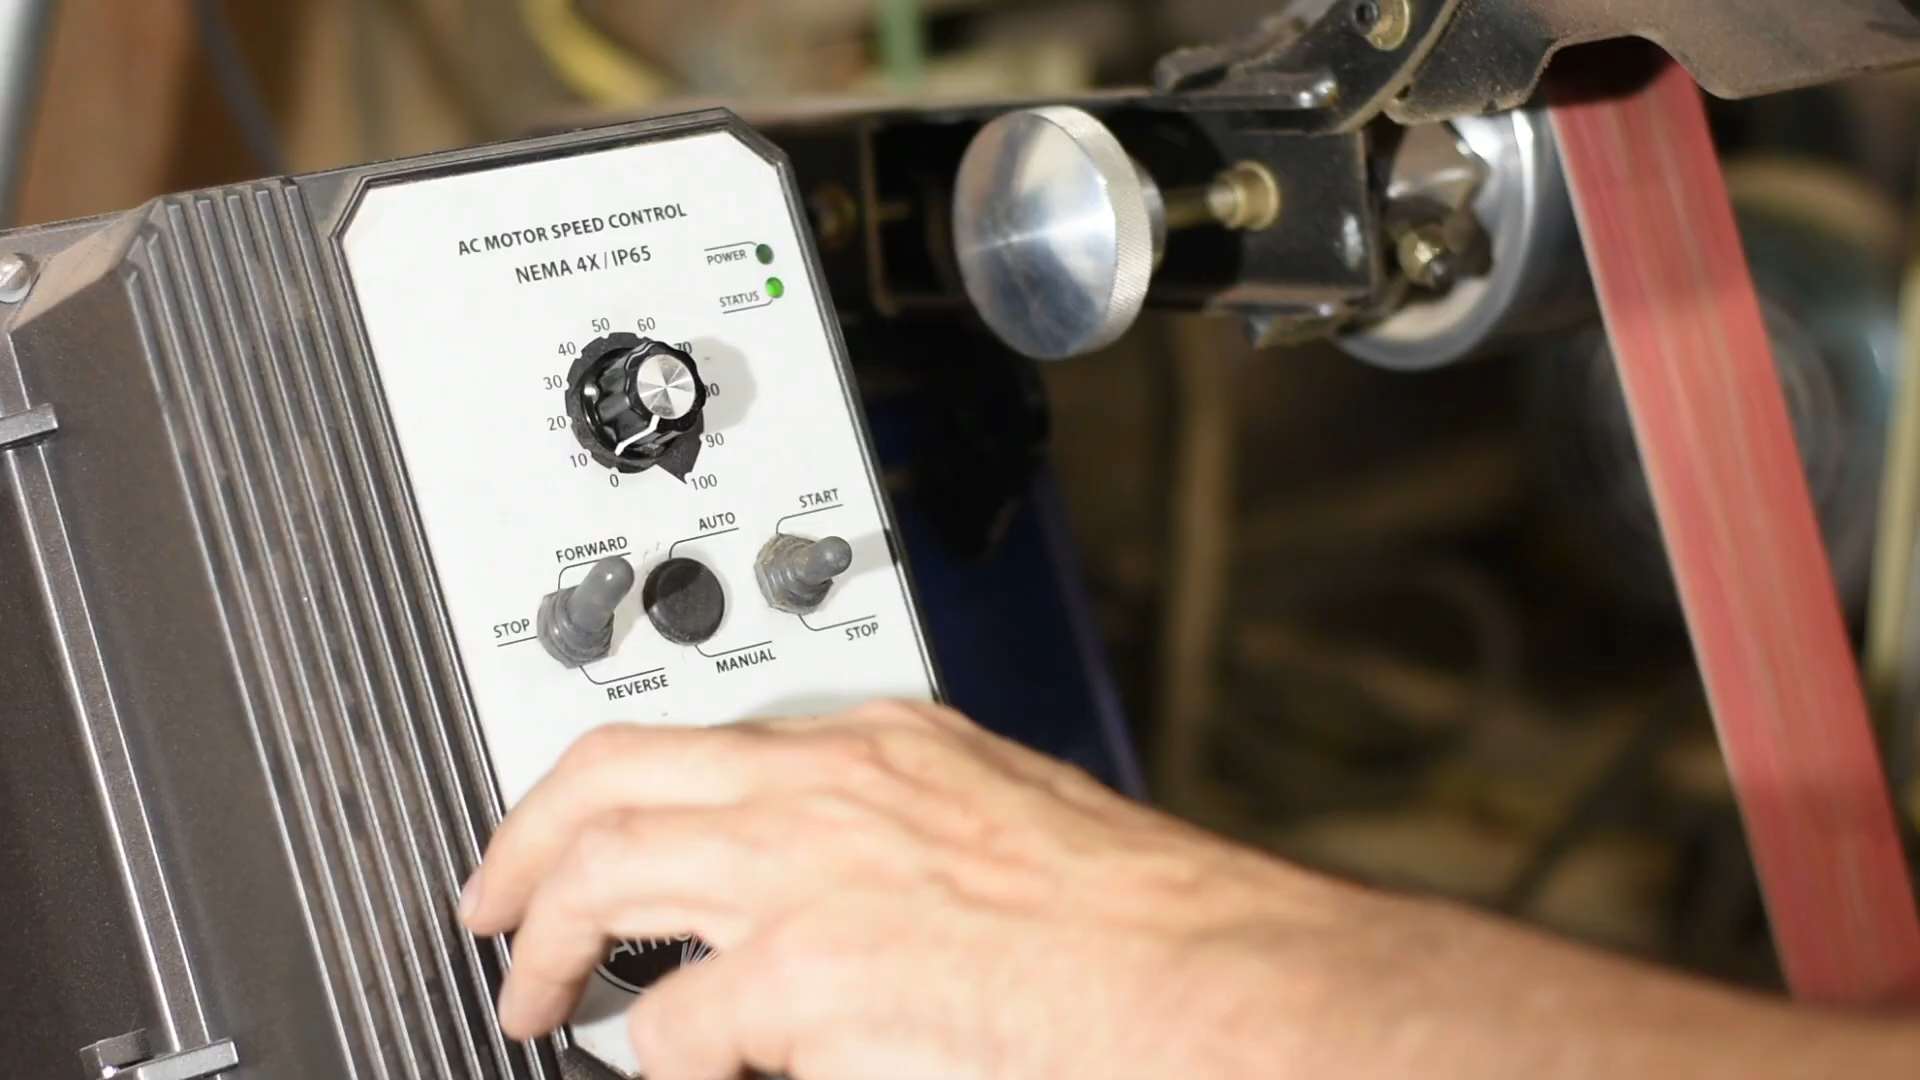 AC MOTOR SPEED CONTROL
NEMA 4X / IP65
POWER
STATUS
50 60
40 70
30
20 90
10
0 100
START
AUTO
FORWARD
STOP
STOP
MANUAL
REVERSE